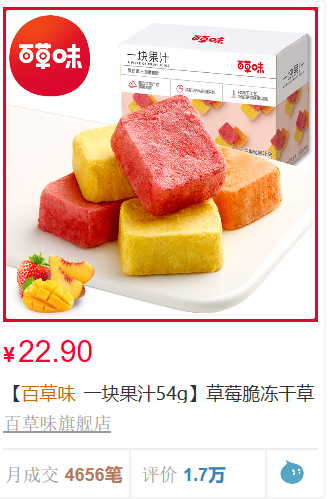 百草味
一块果汁
百草味
¥22.90
【百草味 一块果汁54g】草莓脆冻干草
百草味旗舰店
月成交 4656笔
评价 1.7万